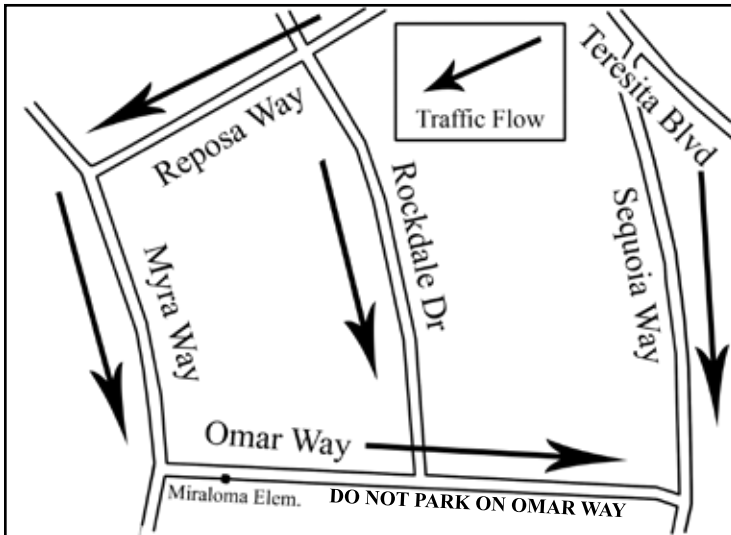 Traffic Flow
Teresita Blvd
Reposa Way
Rockdale Dr
Sequoia Way
Myra Way
Omar Way
Miraloma Elem.
DO NOT PARK ON OMAR WAY